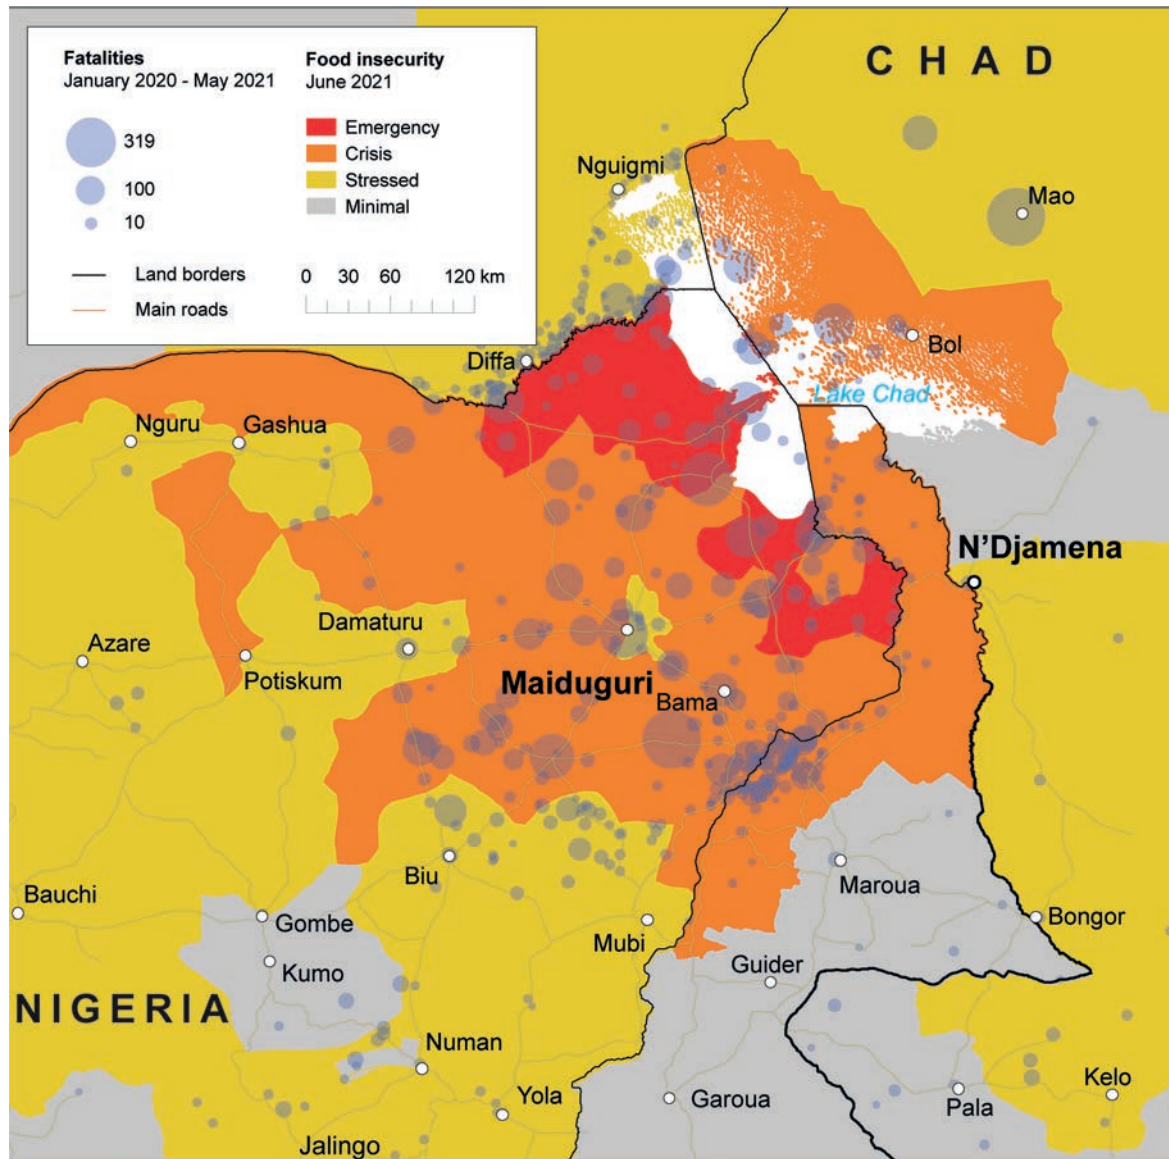 Fatalities
January 2020 - May 2021
319
100
10
Land borders
Main roads
Food insecurity
June 2021
Emergency
Crisis
Stressed
Minimal
0 30 60 120 km
CHAD
Nguigmi
Mao
Diffa
Bol
Lake Chad
Nguru
Gashua
N'Djamena
Damaturu
Azare
Potiskum
Maiduguri
Bama
Biu
Maroua
Bauchi
Gombe
Mubi
Bongor
Kumo
Guider
NIGERIA
Numan
Yola
Garoua
Pala
Kelo
Jalingo